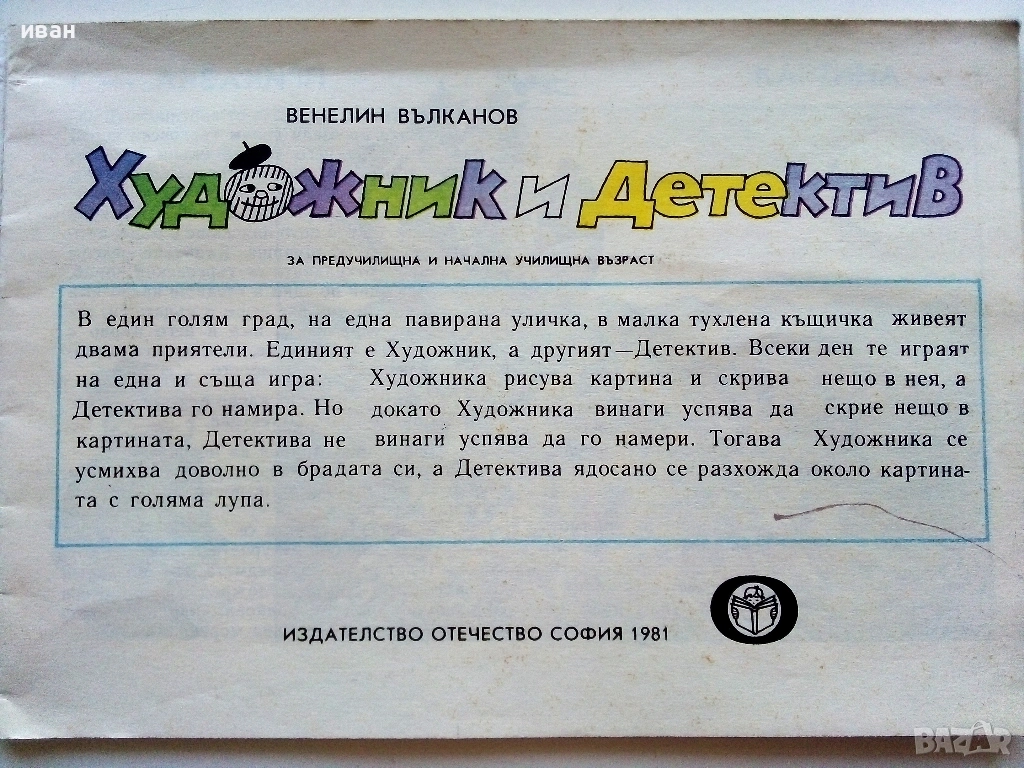 иван
ВЕНЕЛИН ВЪЛКАНОВ
ХУДОЖНИК И ДЕТЕКТИВ
ЗА ПРЕДУЧИЛИЩНА И НАЧАЛНА УЧИЛИЩНА ВЪЗРАСТ
В един голям град, на една павирана уличка, в малка тухлена къщичка живеят
двама приятели. Единият е Художник, а другият — Детектив. Всеки ден те играят
на една и съща игра: Художника рисува картина и скрива нещо в нея, а
Детектива го намира. Но докато Художника винаги успява да скрие нещо в
картината, Детектива не винаги успява да го намери. Тогава Художника се
усмихва доволно в брадата си, а Детектива ядосано се разхожда около картина-
та с голяма лупа.
ИЗДАТЕЛСТВО ОТЕЧЕСТВО СОФИЯ 1981
BAZAR